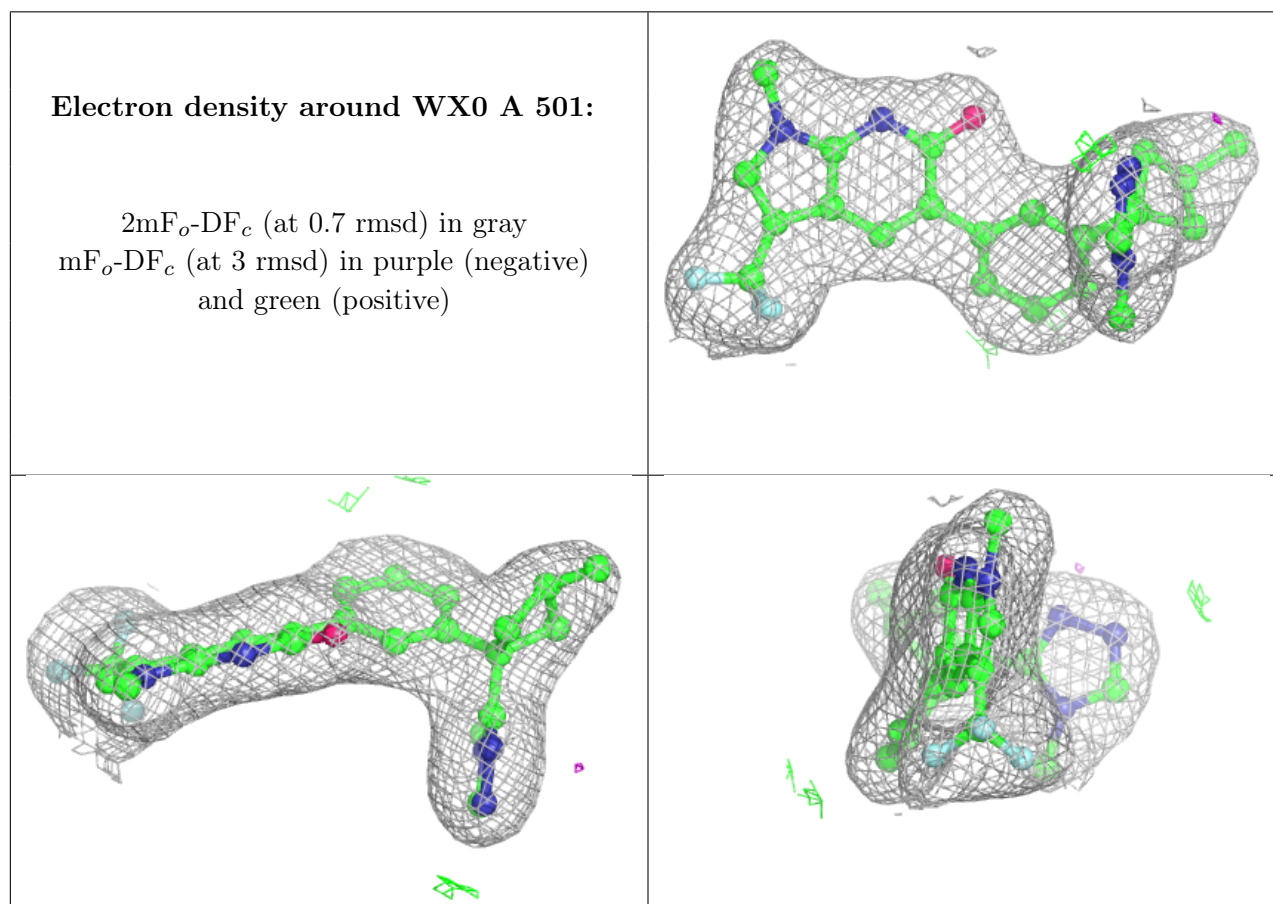 Electron density around WX0 A 501:
2mFo-DFc (at 0.7 rmsd) in gray
mFo-DFc (at 3 rmsd) in purple (negative)
and green (positive)